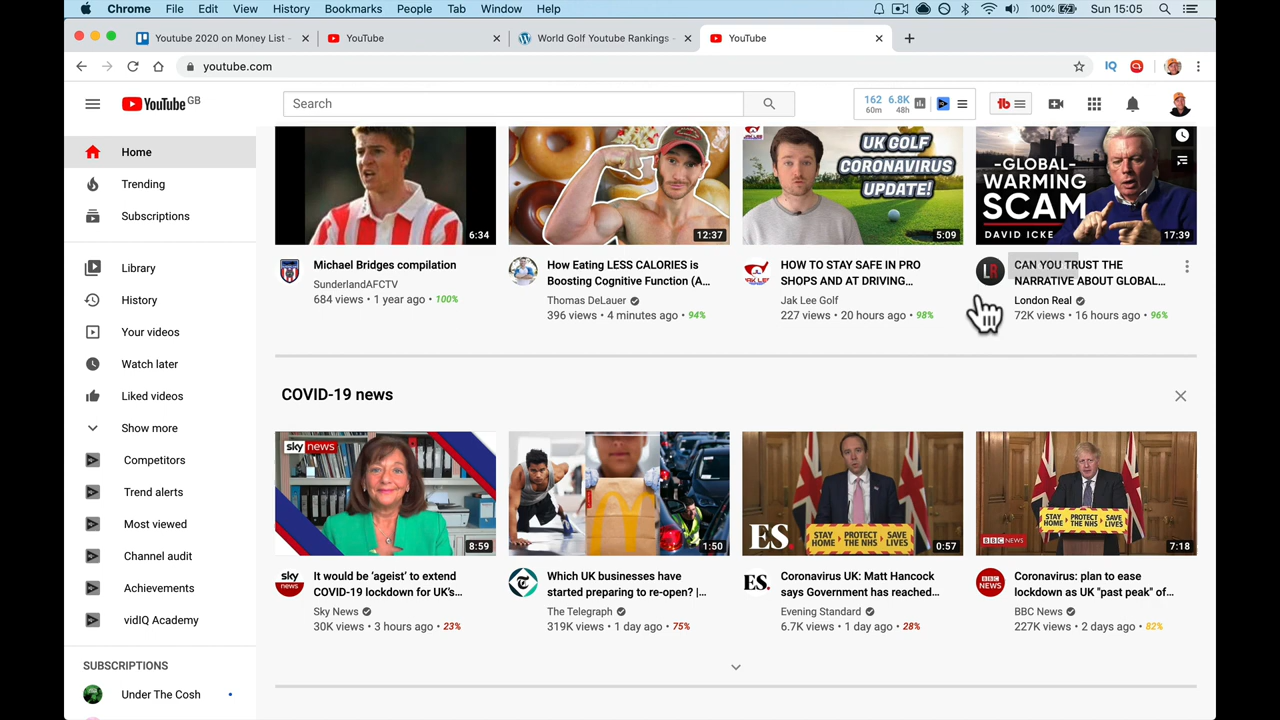 Chrome File Edit View History Bookmarks People Tab Window Help 100% Sun 15:05
Youtube 2020 on Money List - YouTube World Golf Youtube Rankings - YouTube
youtube.com IQ
YouTube GB Search 162 60m 6.8K 48h tb
Home
Trending
Subscriptions
Library
History
Your videos
Watch later
Liked videos
Show more
Competitors
Trend alerts
Most viewed
Channel audit
Achievements
vidIQ Academy
SUBSCRIPTIONS
Under The Cosh
6:34
Michael Bridges compilation
SunderlandAFCTV
684 views • 1 year ago • 100%
12:37
How Eating LESS CALORIES is
Boosting Cognitive Function (A...
Thomas DeLauer
396 views • 4 minutes ago • 94%
UK GOLF
CORONAVIRUS
UPDATE!
5:09
HOW TO STAY SAFE IN PRO
SHOPS AND AT DRIVING...
Jak Lee Golf
227 views • 20 hours ago • 98%
-GLOBAL-
WARMING
SCAM
DAVID ICKE
17:39
LR
CAN YOU TRUST THE
NARRATIVE ABOUT GLOBAL...
London Real
72K views • 16 hours ago • 96%
COVID-19 news
sky news
8:59
sky news
It would be ‘ageist’ to extend
COVID-19 lockdown for UK's...
Sky News
30K views • 3 hours ago • 23%
1:50
Which UK businesses have
started preparing to re-open? |...
The Telegraph
319K views • 1 day ago • 75%
STAY HOME PROTECT THE NHS SAVE LIVES
ES.
0:57
ES.
Coronavirus UK: Matt Hancock
says Government has reached...
Evening Standard
6.7K views • 1 day ago • 28%
STAY HOME PROTECT THE NHS SAVE LIVES
BBC NEWS
7:18
BBC NEWS
Coronavirus: plan to ease
lockdown as UK "past peak" of...
BBC News
227K views • 2 days ago • 82%